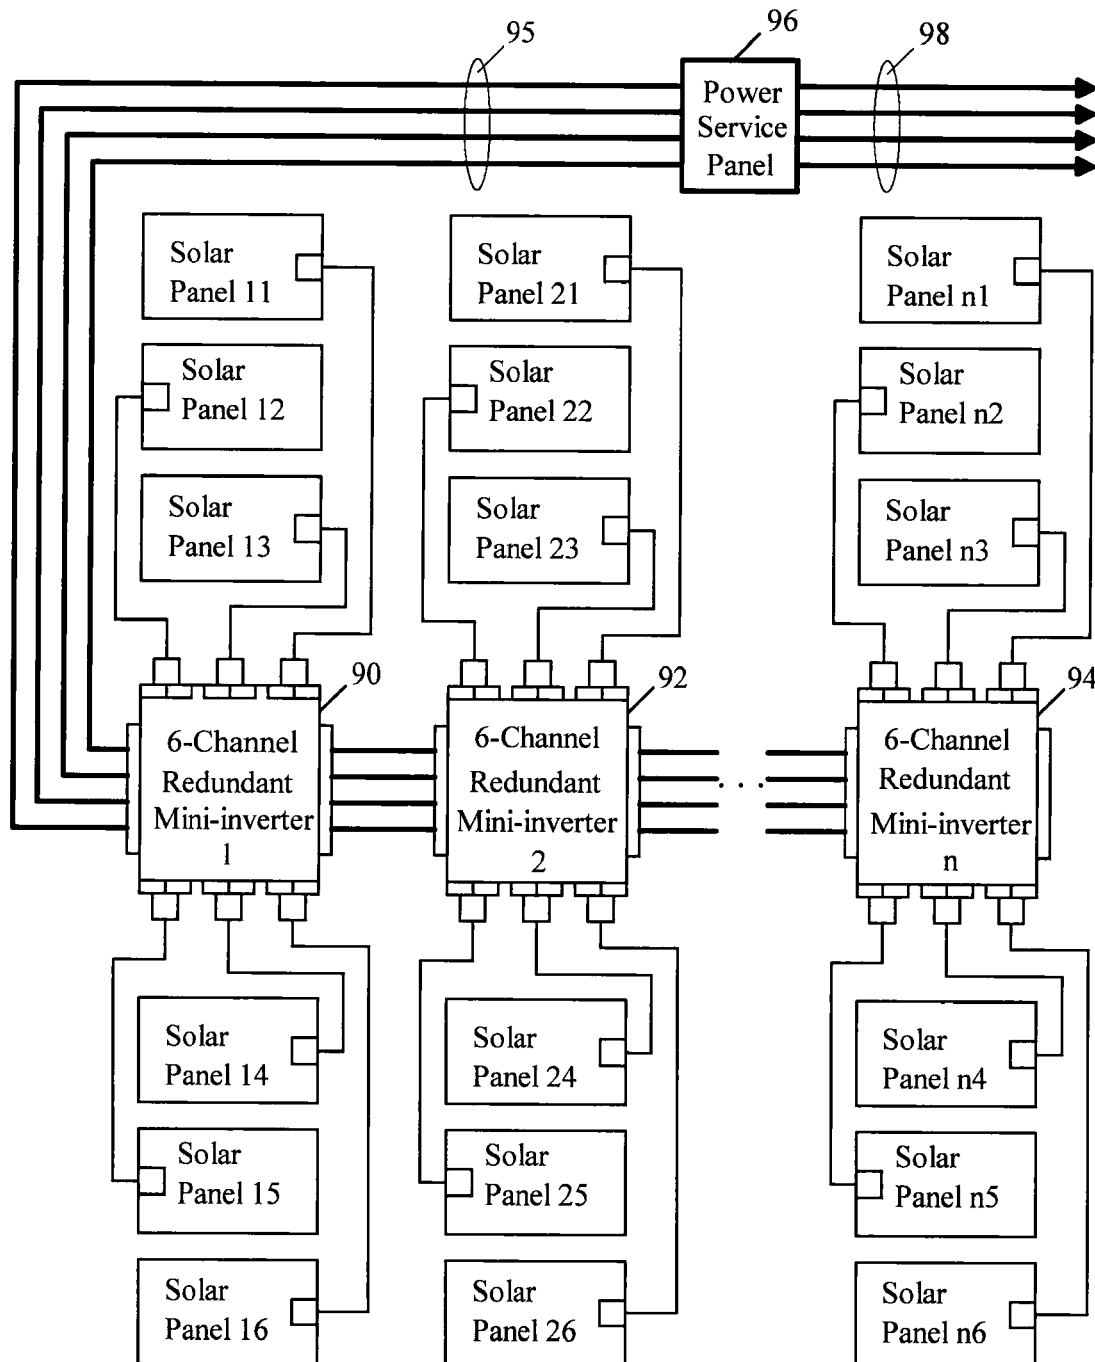 95
96
98
Power
Service
Panel
Solar
Panel 11
Solar
Panel 21
Solar
Panel n1
Solar
Panel 12
Solar
Panel 22
Solar
Panel n2
Solar
Panel 13
Solar
Panel 23
Solar
Panel n3
90
92
94
6-Channel
Redundant
Mini-inverter
1
6-Channel
Redundant
Mini-inverter
2
. . .
6-Channel
Redundant
Mini-inverter
n
Solar
Panel 14
Solar
Panel 24
Solar
Panel n4
Solar
Panel 15
Solar
Panel 25
Solar
Panel n5
Solar
Panel 16
Solar
Panel 26
Solar
Panel n6